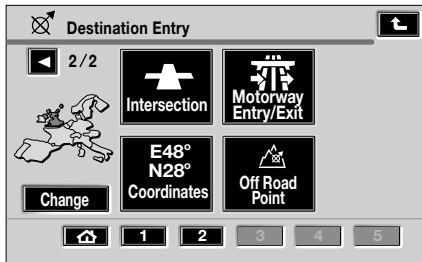 Destination Entry
2/2
Intersection
Motorway
Entry/Exit
E48°
N28°
Coordinates
Off Road
Point
Change
1 2 3 4 5